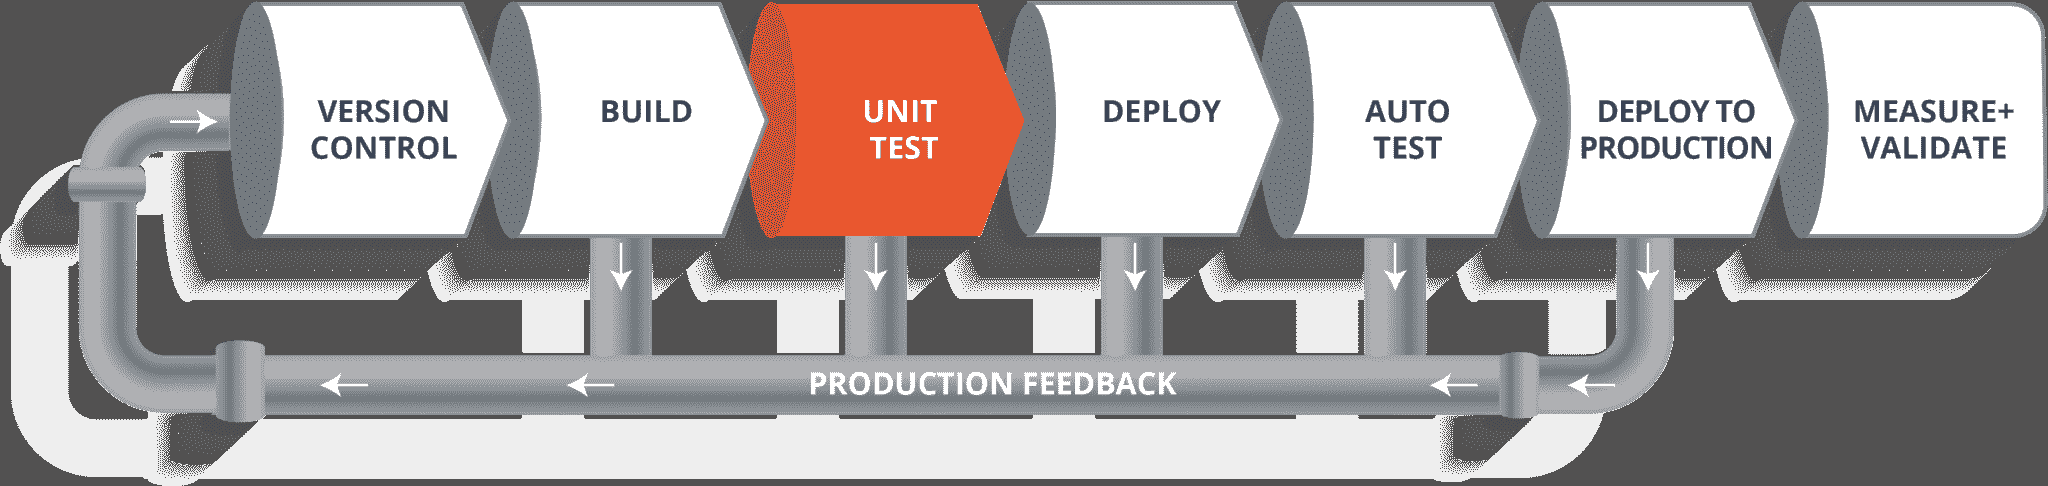 VERSION
CONTROL
BUILD
UNIT
TEST
DEPLOY
AUTO
TEST
DEPLOY TO
PRODUCTION
MEASURE+
VALIDATE
PRODUCTION FEEDBACK